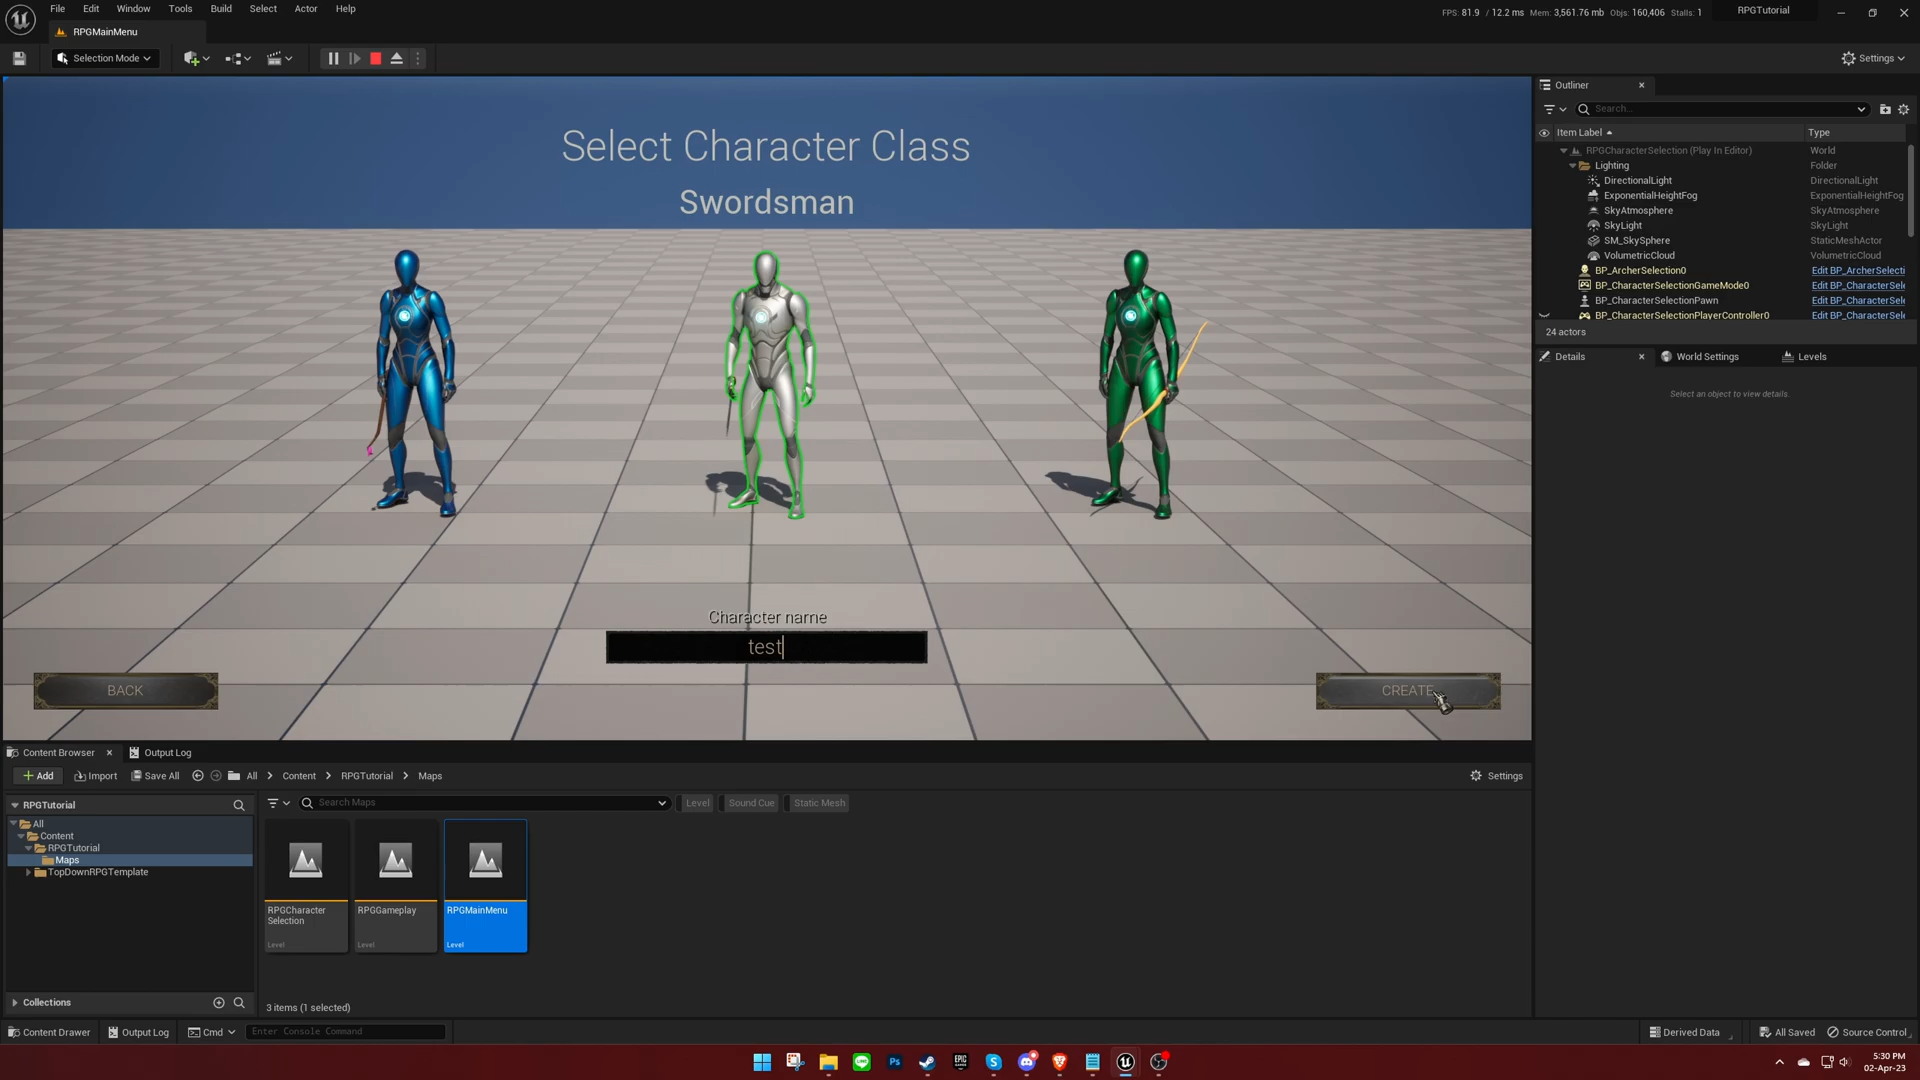 File Edit Window Tools Build Select Actor Help
FPS: 81.9 / 12.2 ms Mem: 3,561.76 mb Objs: 160,406 Stalls: 1
RPGTutorial
RPGMainMenu
Selection Mode
Settings
Select Character Class
Swordsman
Character name
test
BACK
CREATE
Outliner
Search...
Item Label Type
RPGCharacterSelection (Play In Editor) World
Lighting Folder
DirectionalLight DirectionalLight
ExponentialHeightFog ExponentialHeightFog
SkyAtmosphere SkyAtmosphere
SkyLight SkyLight
SM_SkySphere StaticMeshActor
VolumetricCloud VolumetricCloud
BP_ArcherSelection0 Edit BP_ArcherSelecti
BP_CharacterSelectionGameMode0 Edit BP_CharacterSele
BP_CharacterSelectionPawn Edit BP_CharacterSele
BP_CharacterSelectionPlayerController0 Edit BP_CharacterSele
24 actors
Details World Settings Levels
Select an object to view details.
Content Browser Output Log
Add Import Save All All Content RPGTutorial Maps Settings
RPGTutorial
All
Content
RPGTutorial
Maps
TopDownRPGTemplate
Collections
Search Maps Level Sound Cue Static Mesh
RPGCharacter
Selection
Level
RPGGameplay
Level
RPGMainMenu
Level
3 items (1 selected)
Content Drawer Output Log Cmd Enter Console Command Derived Data All Saved Source Control
Ps
EPIC
GAMES
S
5:30 PM
02-Apr-23